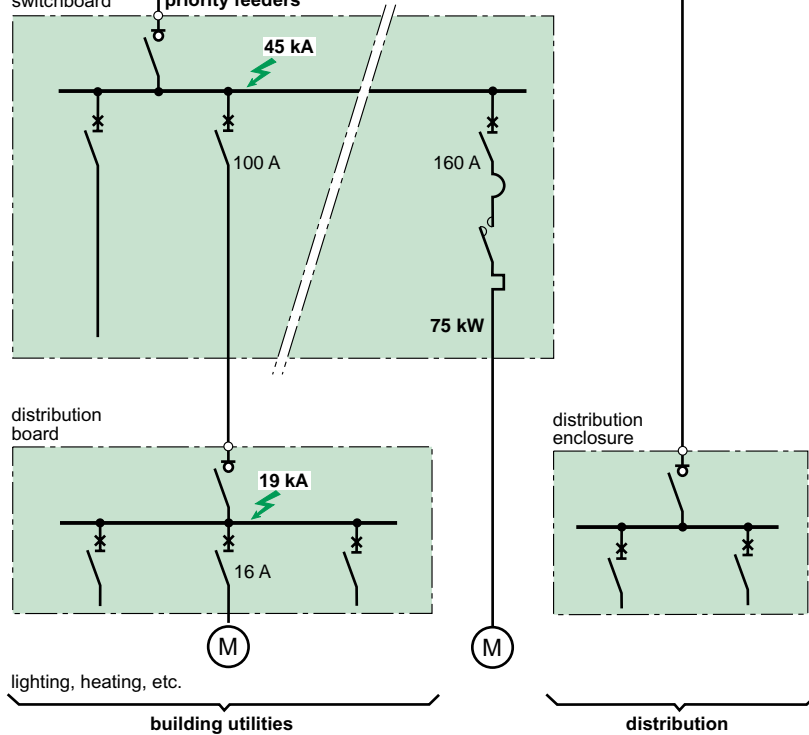 switchboard
priority feeders
45 kA
100 A
160 A
75 kW
distribution
board
distribution
enclosure
19 kA
16 A
M
M
lighting, heating, etc.
building utilities
distribution